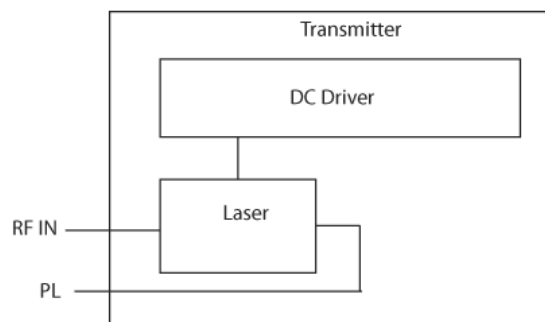 Transmitter
DC Driver
Laser
RF IN
PL